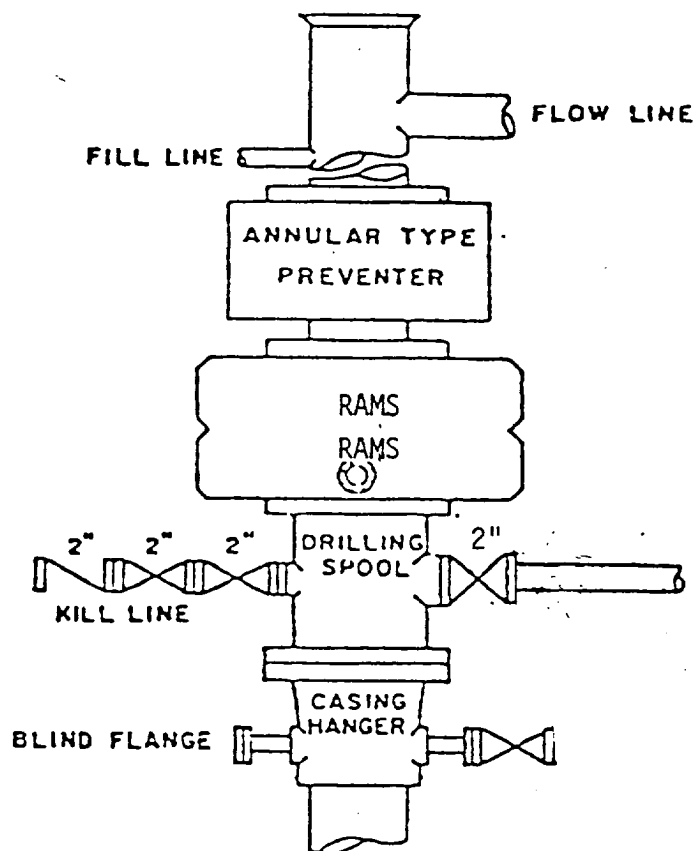 FLOW LINE
FILL LINE
ANNULAR TYPE
PREVENTER
RAMS
RAMS
2" 2" 2"
DRILLING
SPOOL
2"
KILL LINE
CASING
HANGER
BLIND FLANGE